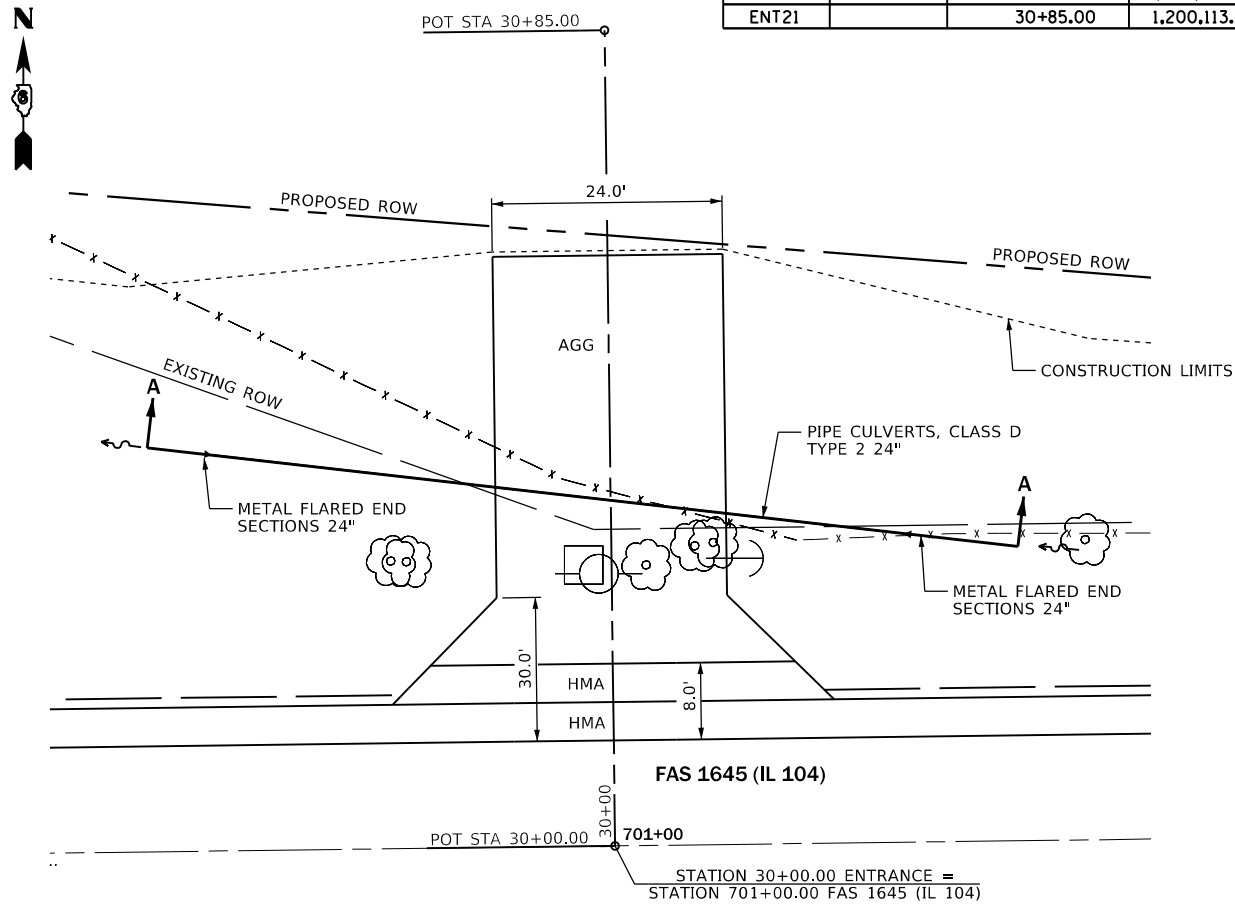 N
6
POT STA 30+85.00
ENT21 30+85.00 1,200,113.
PROPOSED ROW
24.0'
PROPOSED ROW
AGG
CONSTRUCTION LIMITS
EXISTING ROW
A
PIPE CULVERTS, CLASS D
TYPE 2 24"
A
METAL FLARED END
SECTIONS 24"
METAL FLARED END
SECTIONS 24"
30.0'
HMA
8.0'
HMA
FAS 1645 (IL 104)
30+00
POT STA 30+00.00
701+00
STATION 30+00.00 ENTRANCE =
STATION 701+00.00 FAS 1645 (IL 104)